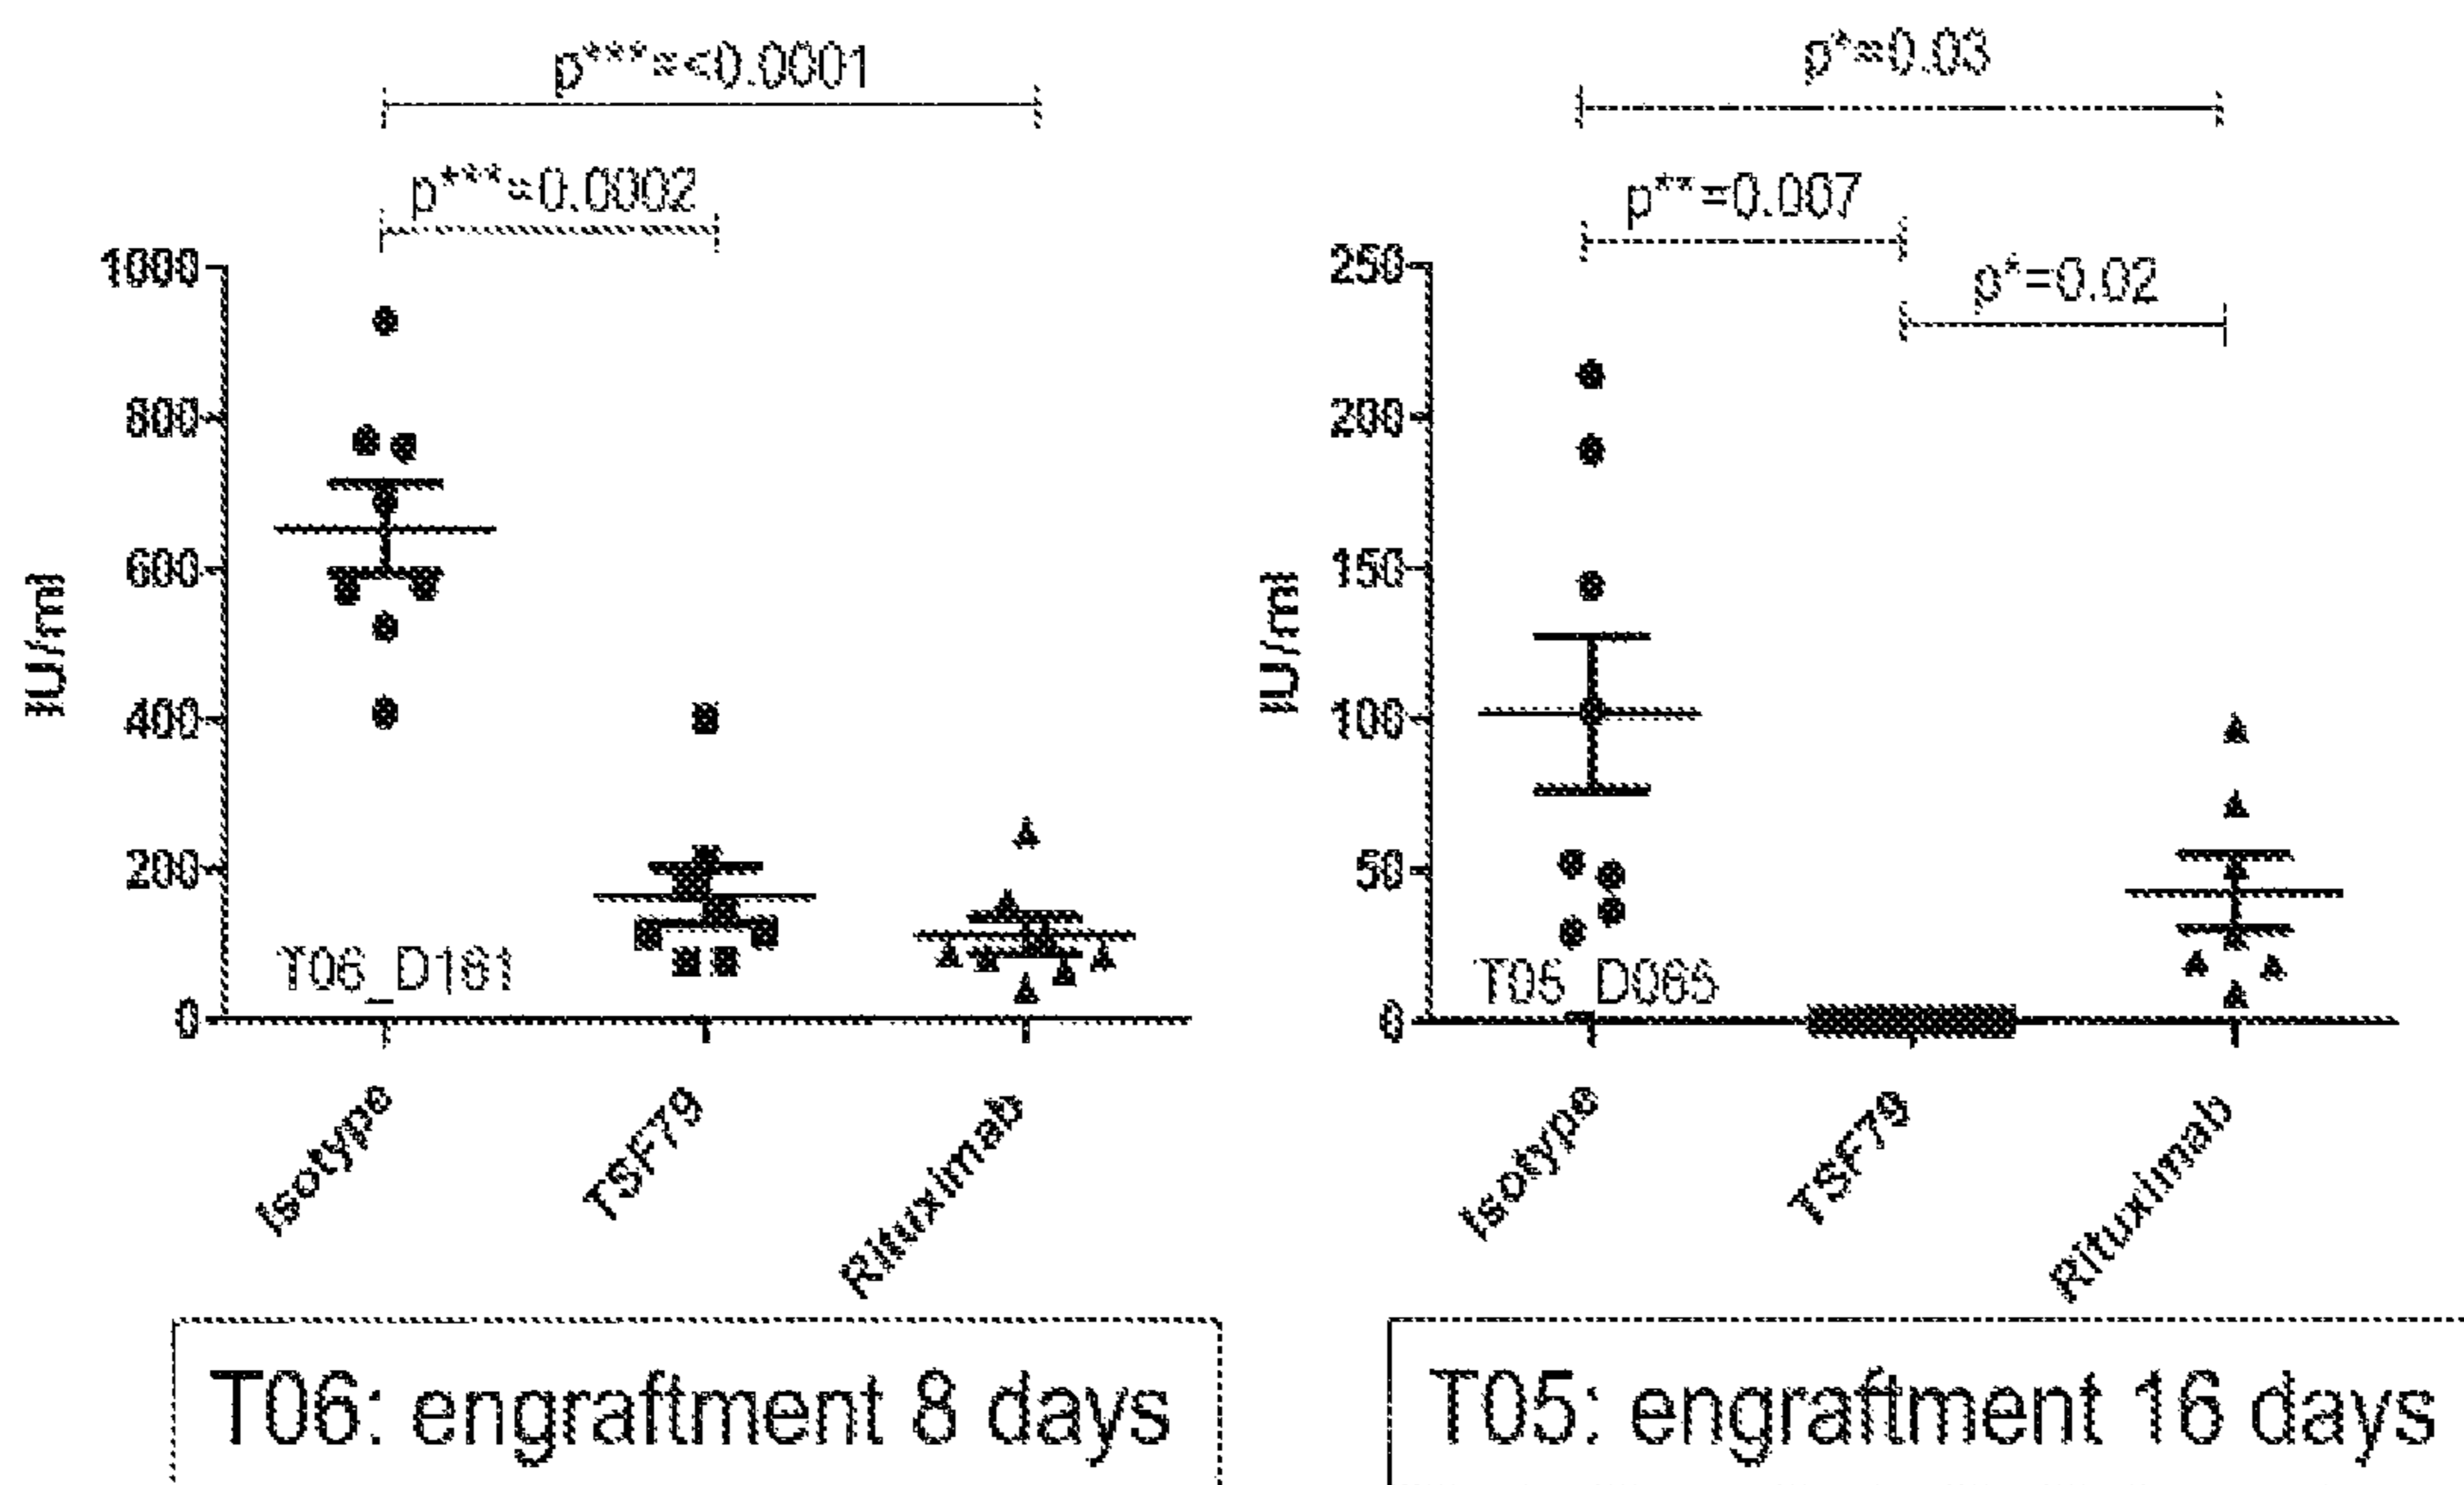 p***=<0.0001
p***=0.0002
1000
800
600
400
200
0
IU/ml
T06_D161
Isotype
TSF79
Rituximab
T06: engraftment 8 days
p*=0.03
p**=0.007
p*=0.02
250
200
150
100
50
0
IU/ml
T05_D065
Isotype
TSF79
Rituximab
T05: engraftment 16 days